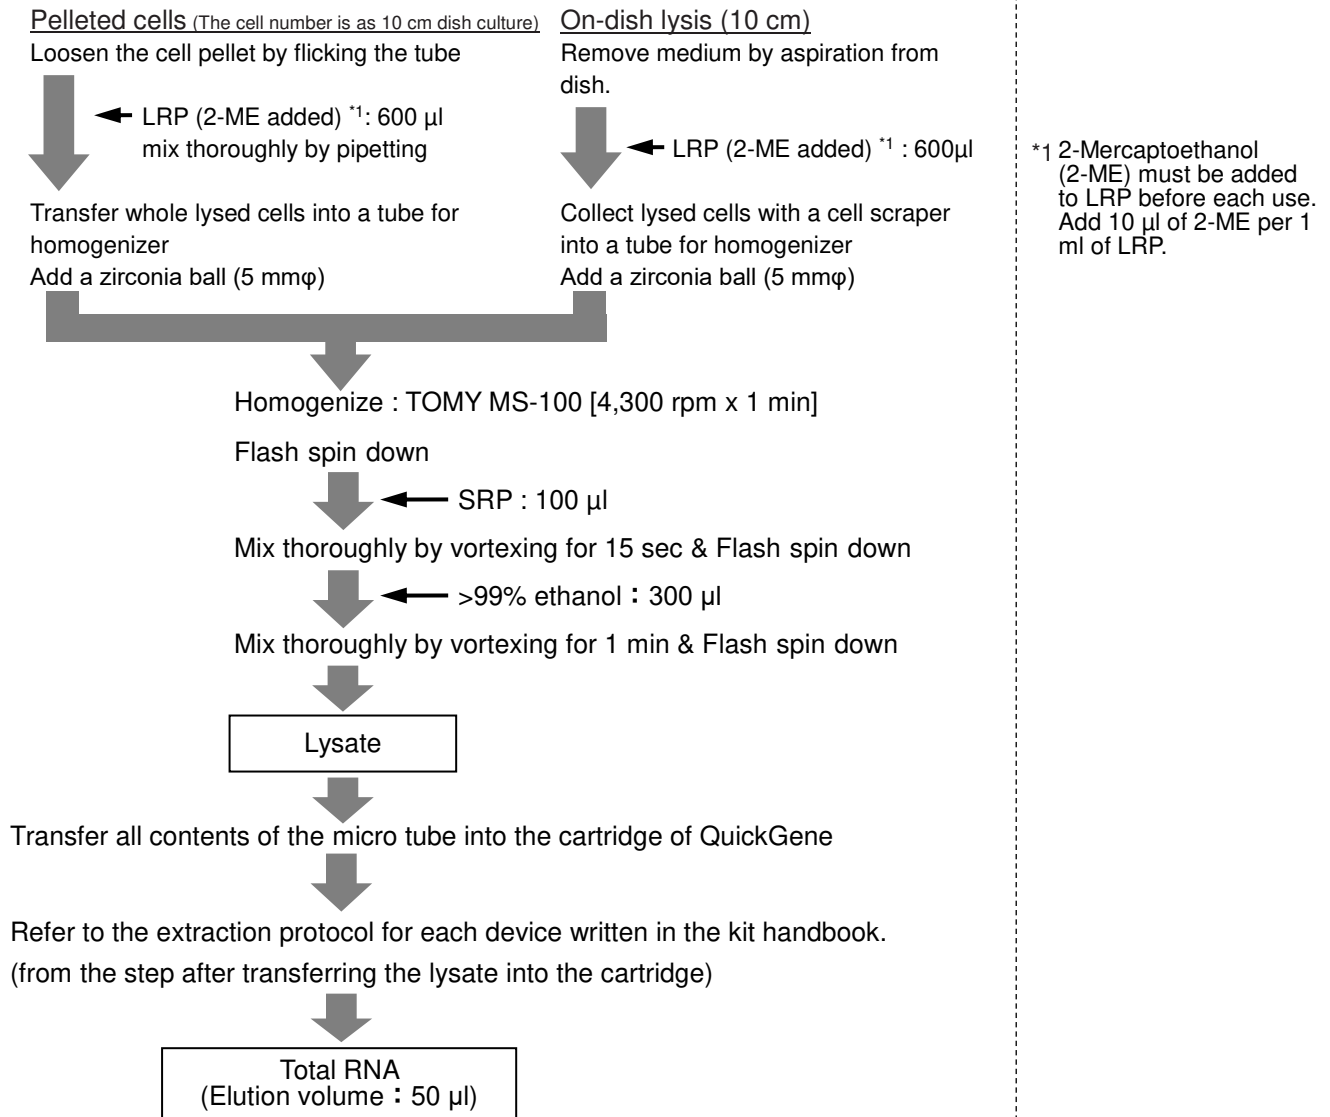 Pelleted cells (The cell number is as 10 cm dish culture)
Loosen the cell pellet by flicking the tube
LRP (2-ME added) *1: 600 µl
mix thoroughly by pipetting
Transfer whole lysed cells into a tube for
homogenizer
Add a zirconia ball (5 mmφ)
On-dish lysis (10 cm)
Remove medium by aspiration from
dish.
LRP (2-ME added) *1 : 600µl
Collect lysed cells with a cell scraper
into a tube for homogenizer
Add a zirconia ball (5 mmφ)
*1 2-Mercaptoethanol
(2-ME) must be added
to LRP before each use.
Add 10 µl of 2-ME per 1
ml of LRP.
Homogenize : TOMY MS-100 [4,300 rpm x 1 min]
Flash spin down
SRP : 100 µl
Mix thoroughly by vortexing for 15 sec & Flash spin down
>99% ethanol：300 µl
Mix thoroughly by vortexing for 1 min & Flash spin down
Lysate
Transfer all contents of the micro tube into the cartridge of QuickGene
Refer to the extraction protocol for each device written in the kit handbook.
(from the step after transferring the lysate into the cartridge)
Total RNA
(Elution volume：50 µl)